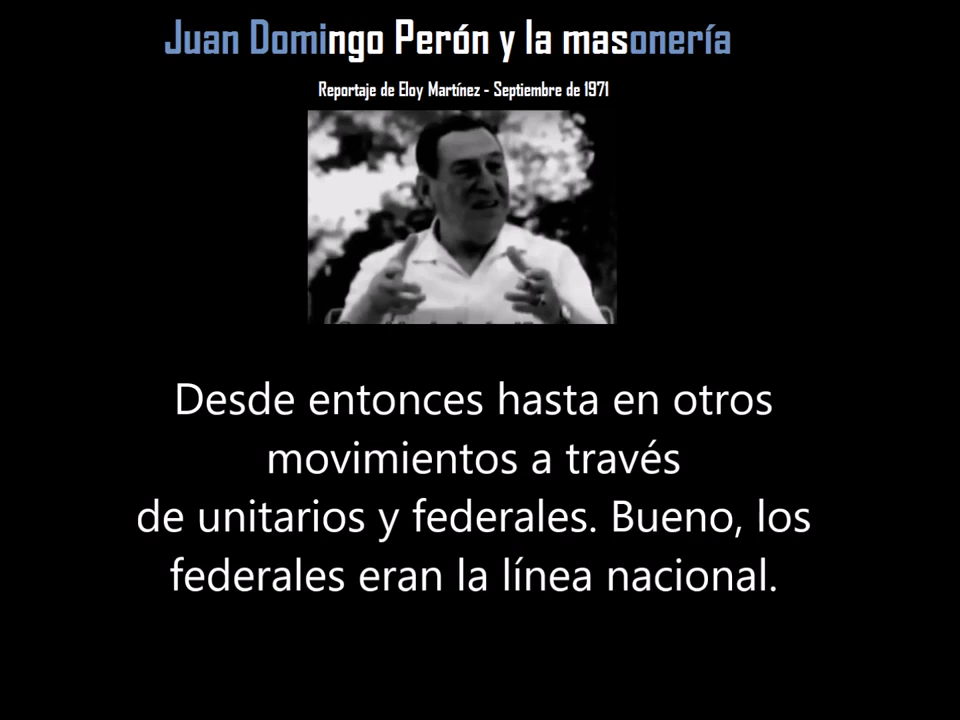 Juan Domingo Perón y la masonería
Reportaje de Eloy Martínez - Septiembre de 1971
Desde entonces hasta en otros
movimientos a través
de unitarios y federales. Bueno, los
federales eran la línea nacional.